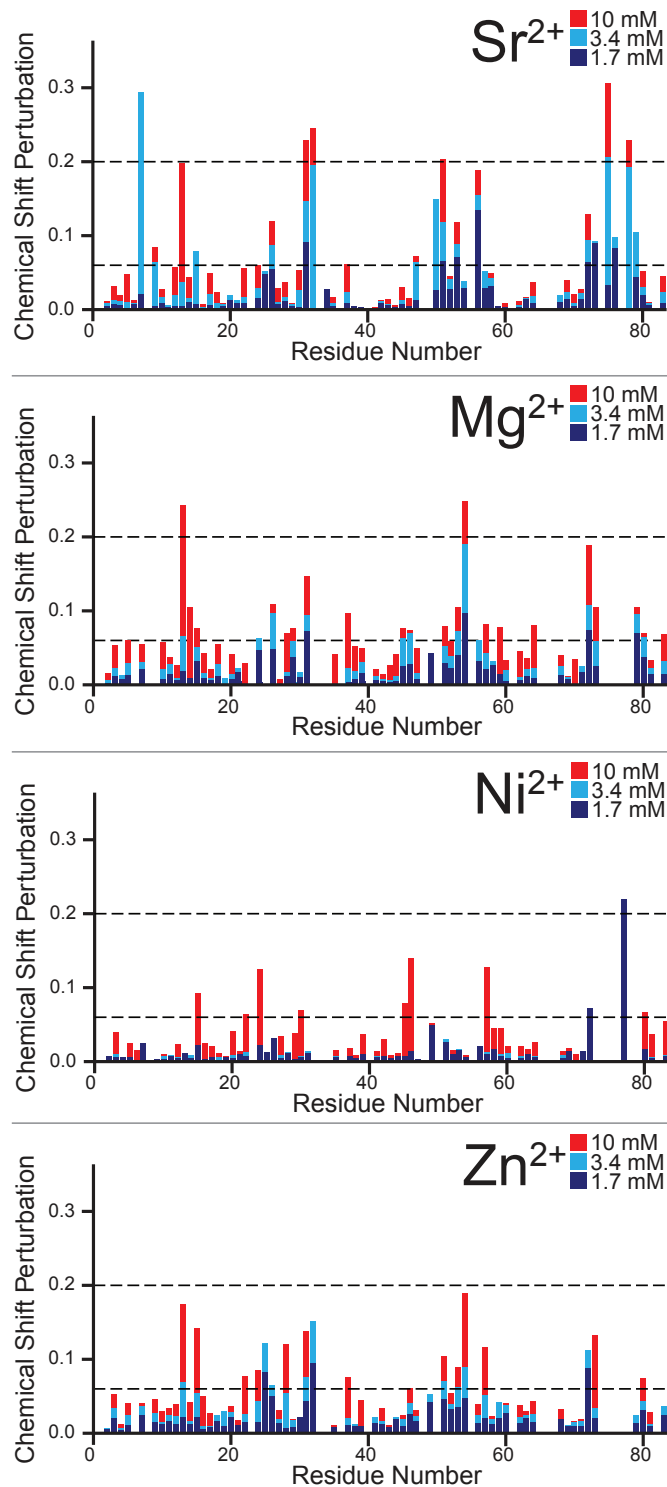 Sr2+
10 mM
3.4 mM
1.7 mM
Chemical Shift Perturbation
0.3
0.2
0.1
0.0
0 20 40 60 80
Residue Number
Mg2+
10 mM
3.4 mM
1.7 mM
Chemical Shift Perturbation
0.3
0.2
0.1
0.0
0 20 40 60 80
Residue Number
Ni2+
10 mM
3.4 mM
1.7 mM
Chemical Shift Perturbation
0.3
0.2
0.1
0.0
0 20 40 60 80
Residue Number
Zn2+
10 mM
3.4 mM
1.7 mM
Chemical Shift Perturbation
0.3
0.2
0.1
0.0
0 20 40 60 80
Residue Number